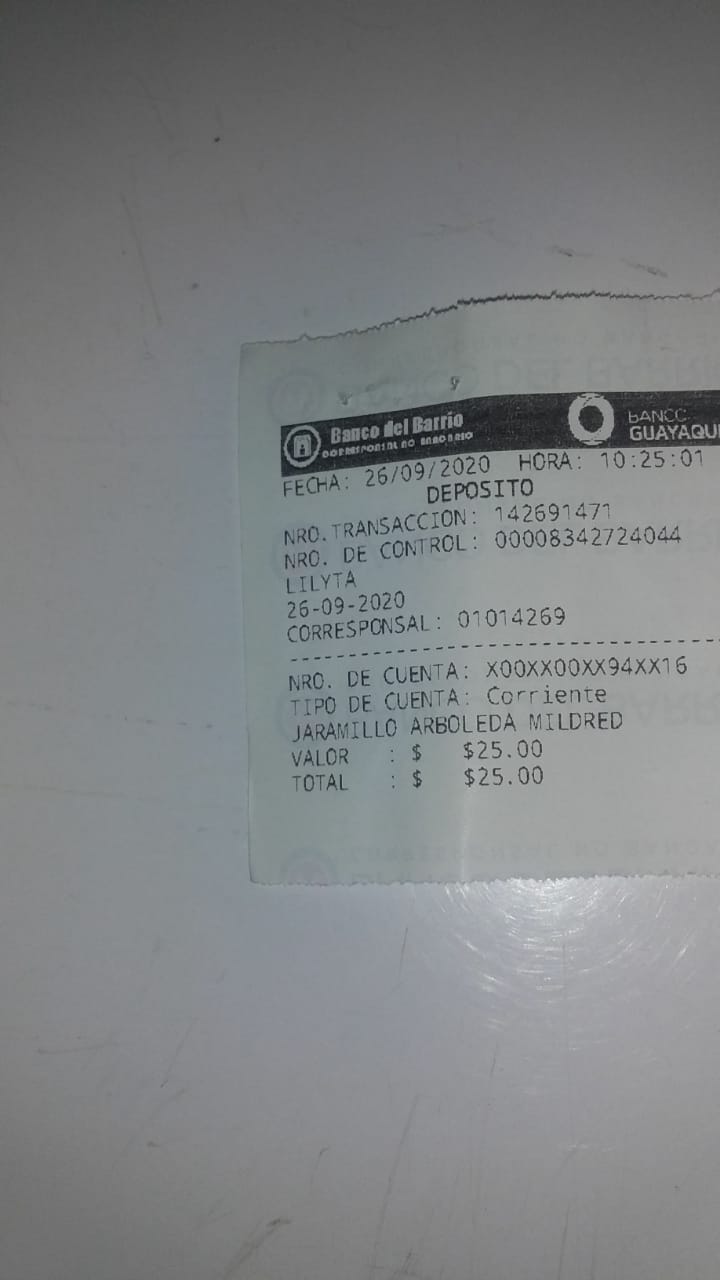 Banco del Barrio
CORRESPONSAL NO BANCARIO
BANCO
GUAYAQUI
FECHA: 26/09/2020 HORA: 10:25:01
DEPOSITO
NRO.TRANSACCION: 142691471
NRO. DE CONTROL: 00008342724044
LILYTA
26-09-2020
CORRESPONSAL: 01014269
NRO. DE CUENTA: X00XX00XX94XX16
TIPO DE CUENTA: Corriente
JARAMILLO ARBOLEDA MILDRED
VALOR : $ $25.00
TOTAL : $ $25.00